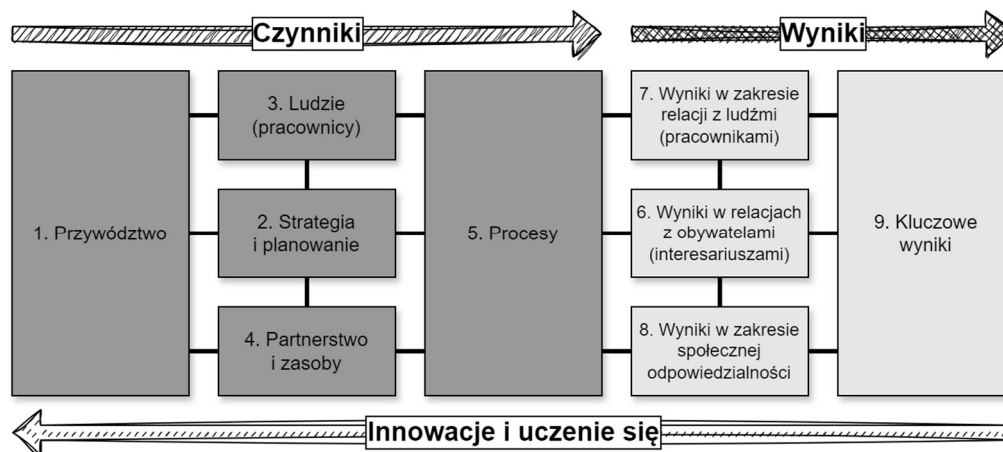 Czynniki
Wyniki
1. Przywództwo
3. Ludzie
(pracownicy)
2. Strategia
i planowanie
4. Partnerstwo
i zasoby
5. Procesy
7. Wyniki w zakresie
relacji z ludźmi
(pracownikami)
6. Wyniki w relacjach
z obywatelami
(interesariuszami)
8. Wyniki w zakresie
społecznej
odpowiedzialności
9. Kluczowe
wyniki
Innowacje i uczenie się